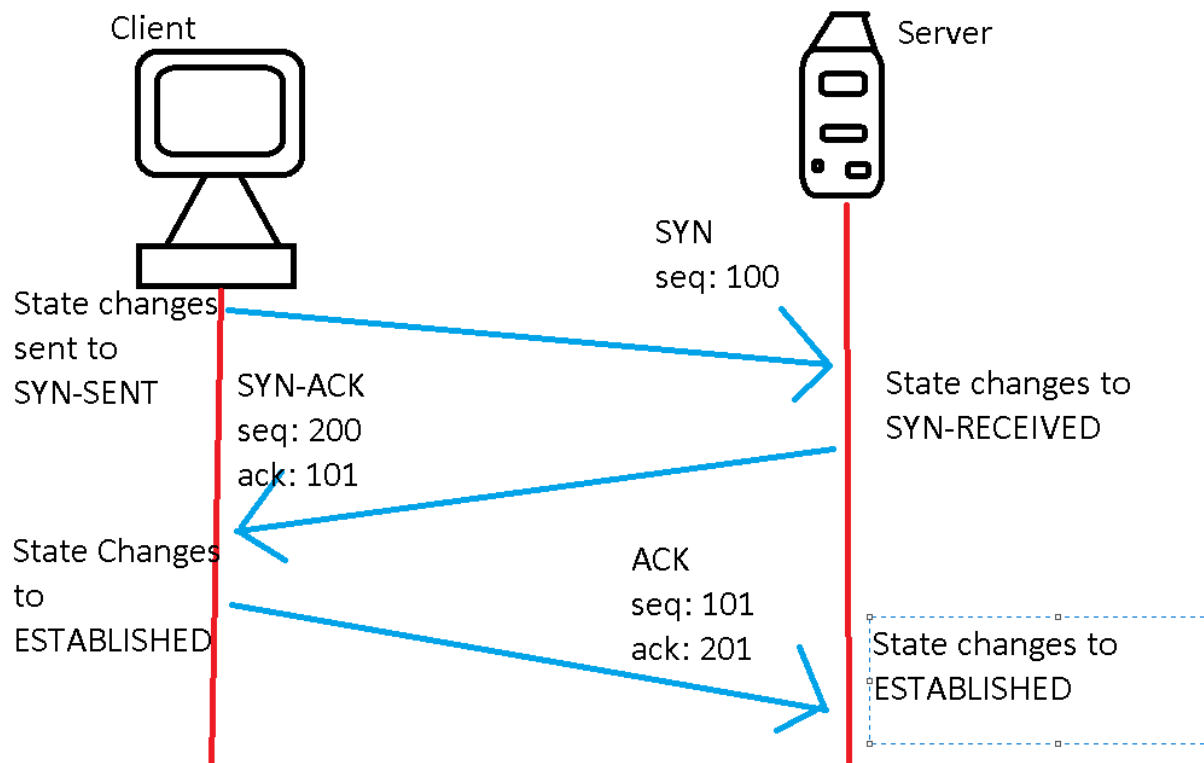 Client
Server
SYN
seq: 100
State changes
sent to
SYN-SENT
SYN-ACK
seq: 200
ack: 101
State changes to
SYN-RECEIVED
State Changes
to
ESTABLISHED
ACK
seq: 101
ack: 201
State changes to
ESTABLISHED